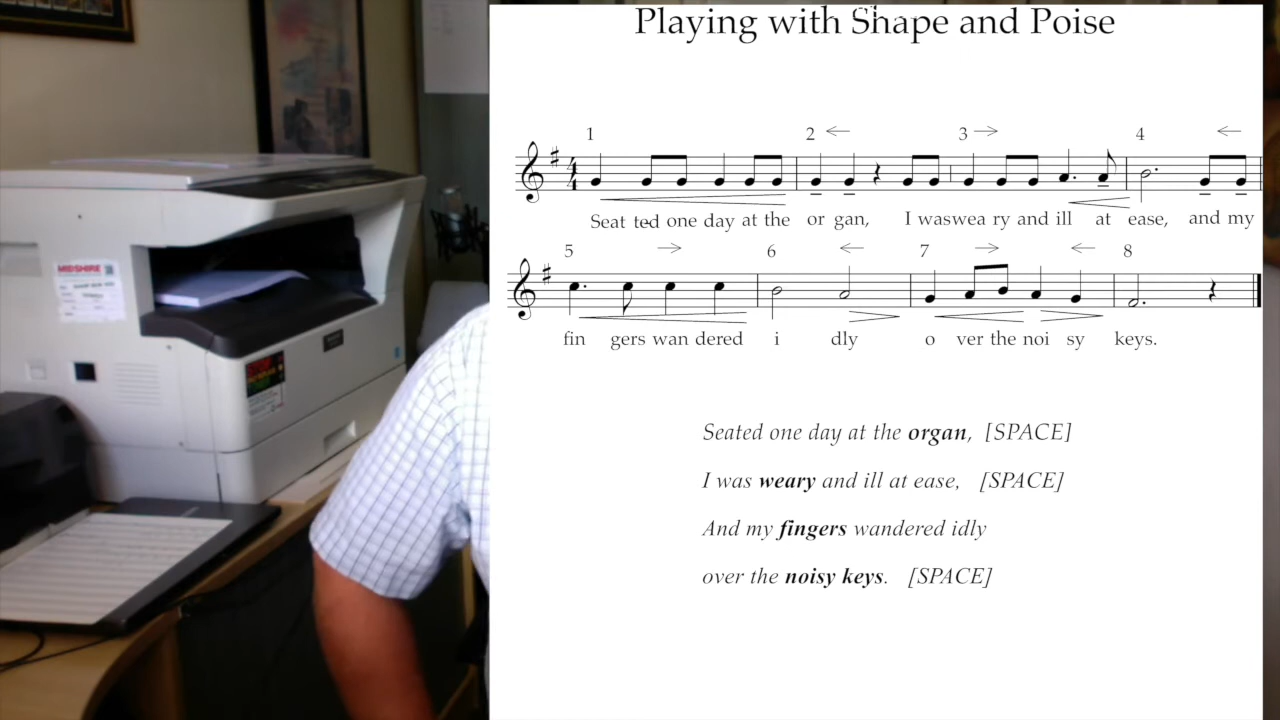 Playing with Shape and Poise
1 2 3 4
Seat ted one day at the or gan, I was wea ry and ill at ease, and my
5 6 7 8
fin gers wan dered i dly o ver the noi sy keys.
Seated one day at the organ, [SPACE]
I was weary and ill at ease, [SPACE]
And my fingers wandered idly
over the noisy keys. [SPACE]
MIDSHIRE